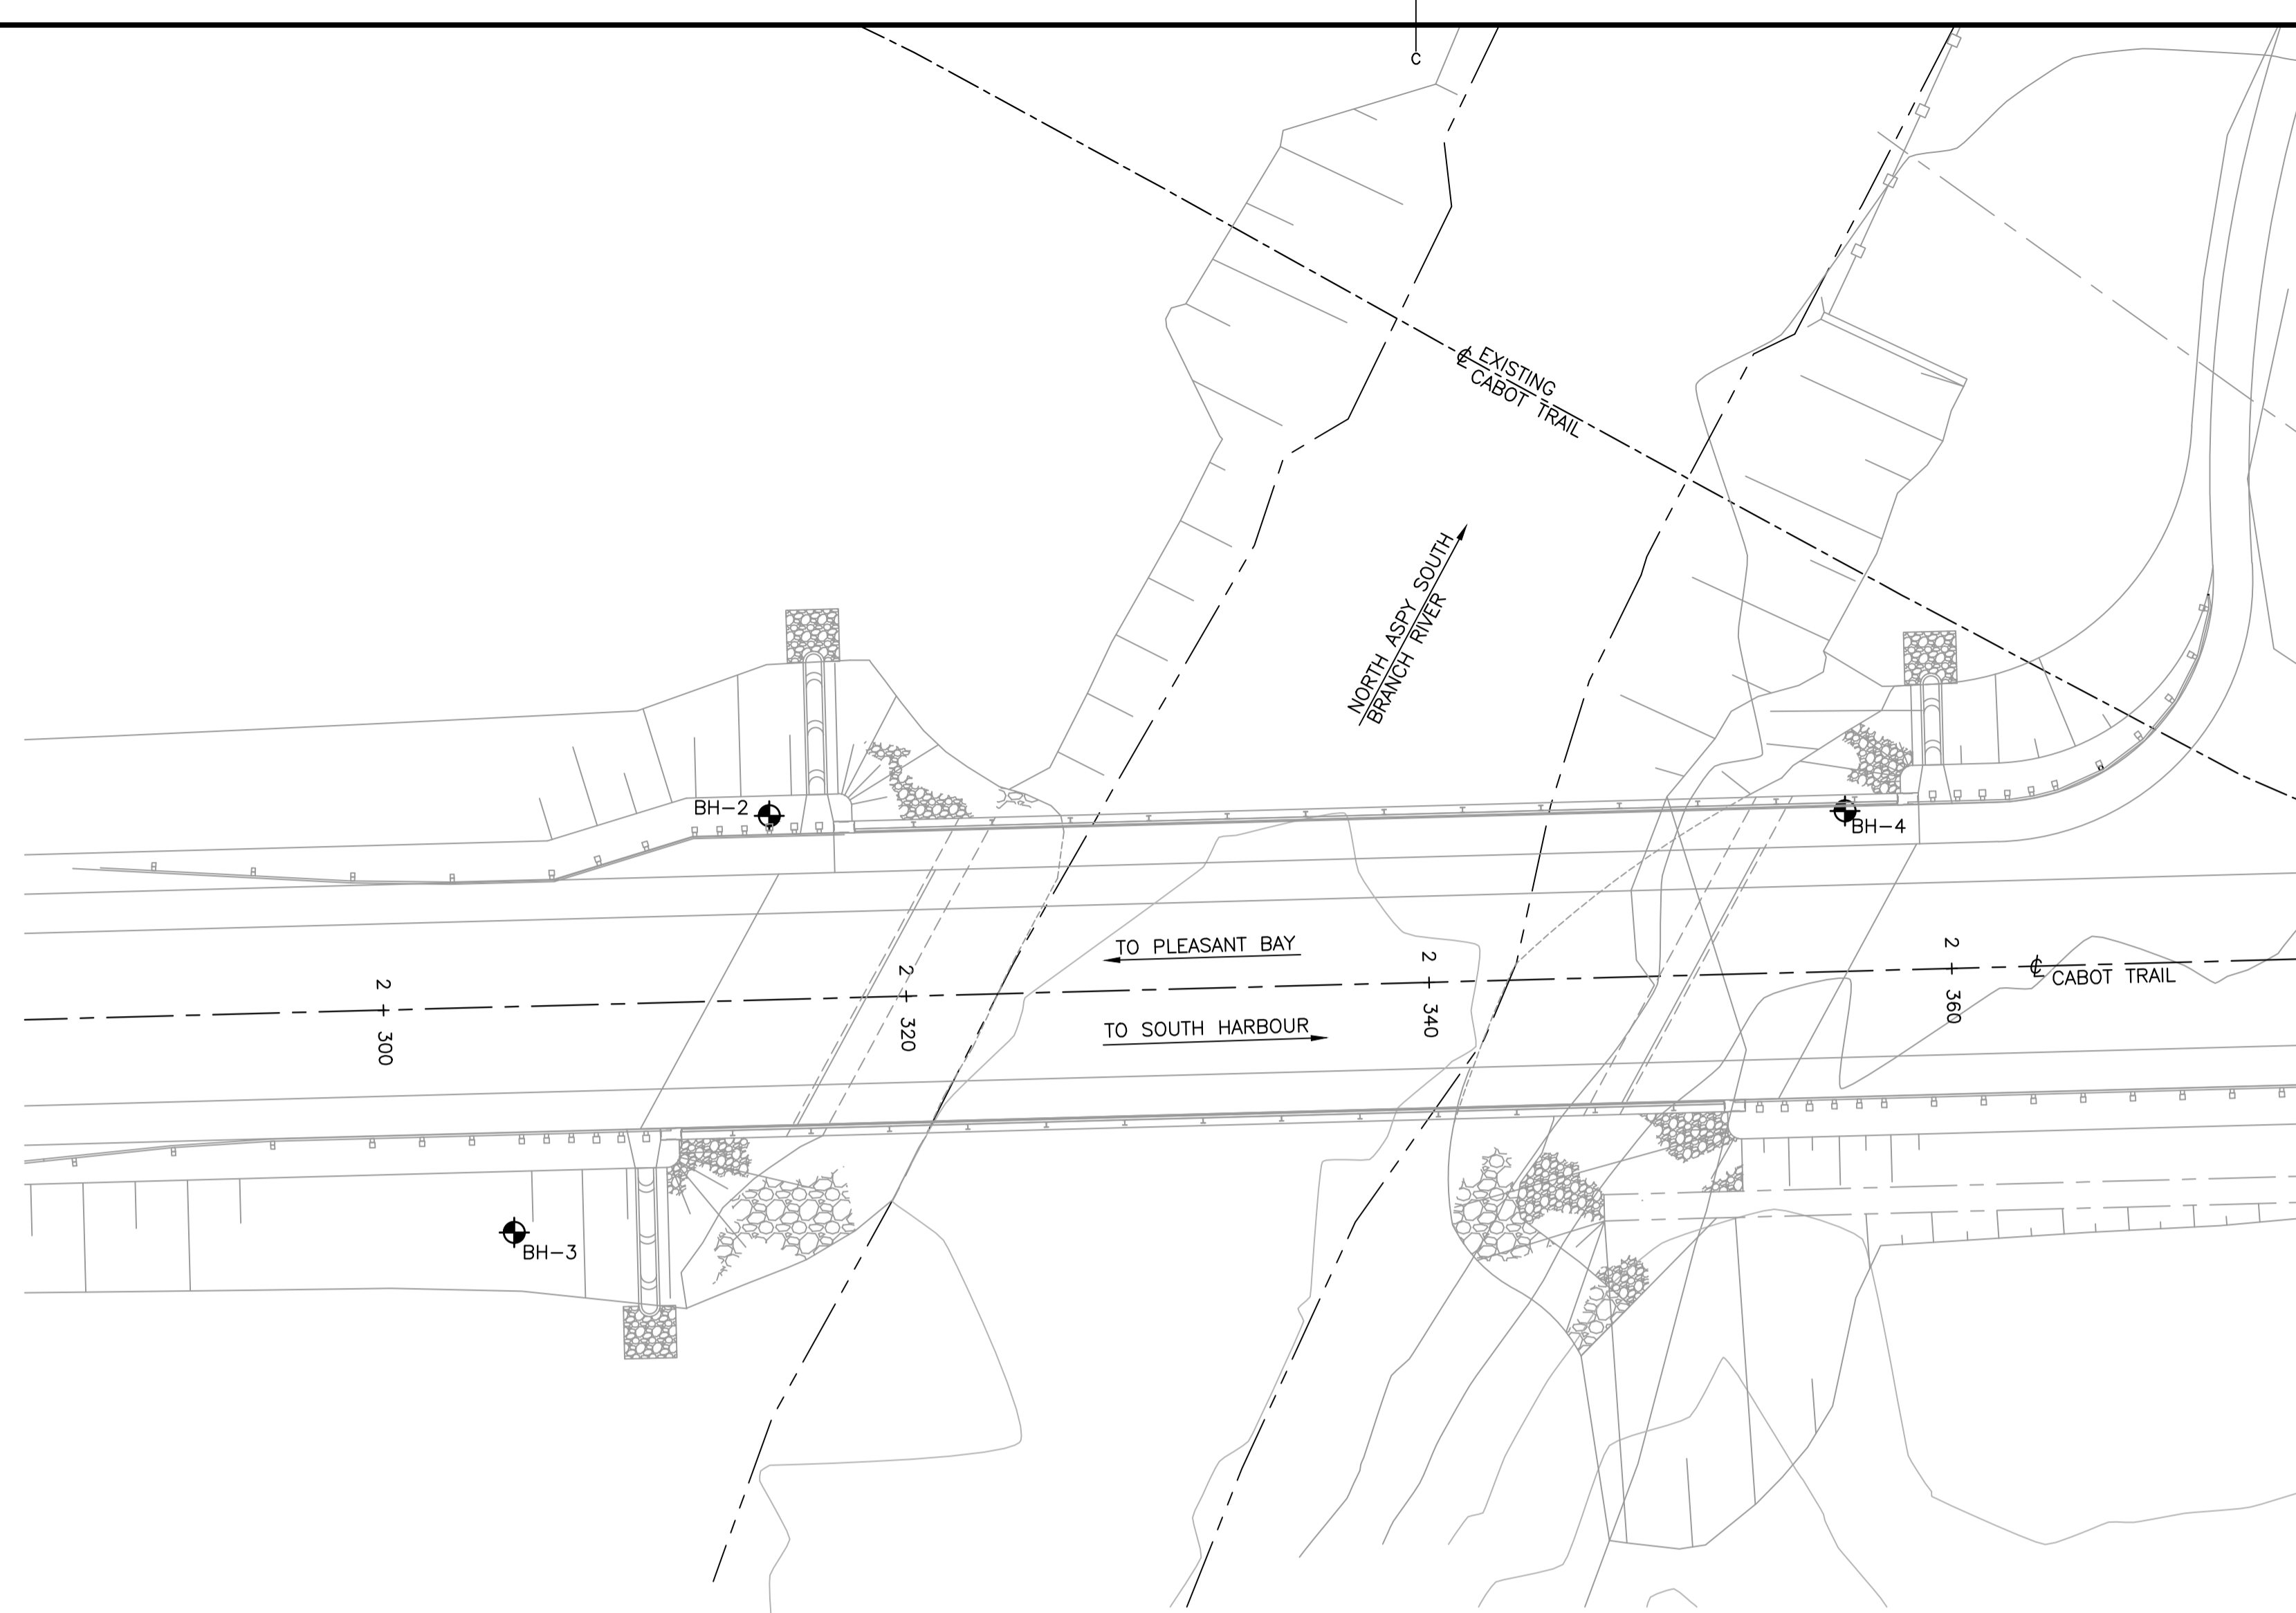 C
℄ EXISTING
CABOT TRAIL
NORTH ASPY SOUTH
BRANCH RIVER
BH-2
BH-4
TO PLEASANT BAY
2
300
2
320
2
340
2
360
℄
CABOT TRAIL
TO SOUTH HARBOUR
BH-3